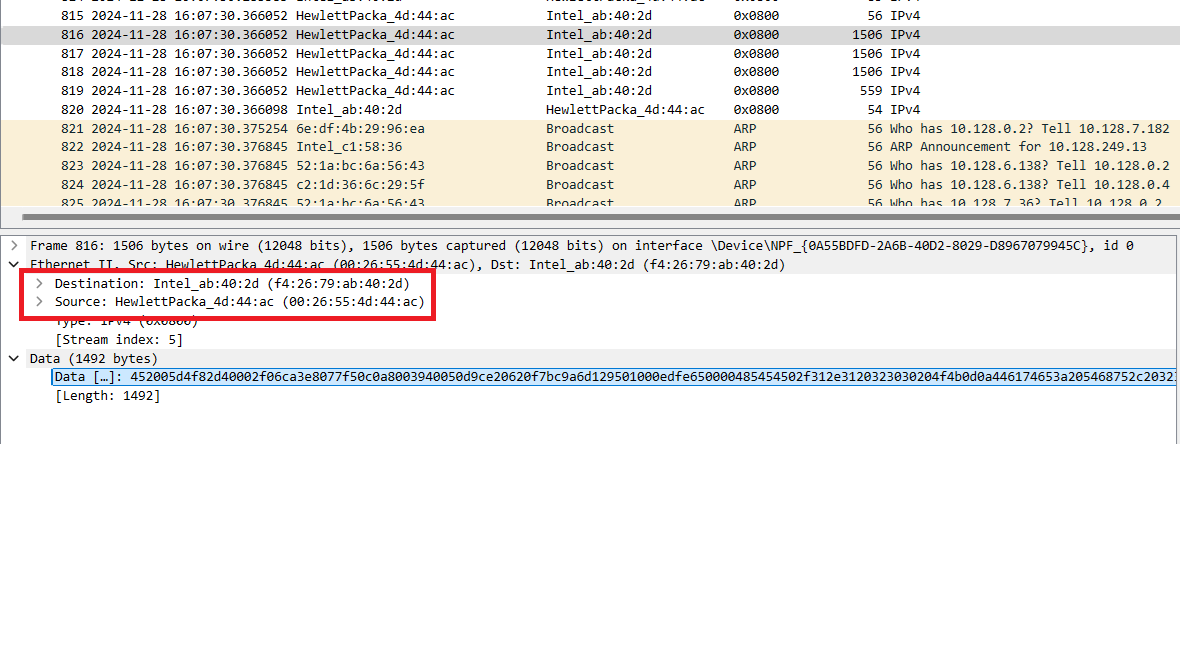 815 2024-11-28 16:07:30.366052 HewlettPacka_4d:44:ac Intel_ab:40:2d 0x0800 56 IPv4
816 2024-11-28 16:07:30.366052 HewlettPacka_4d:44:ac Intel_ab:40:2d 0x0800 1506 IPv4
817 2024-11-28 16:07:30.366052 HewlettPacka_4d:44:ac Intel_ab:40:2d 0x0800 1506 IPv4
818 2024-11-28 16:07:30.366052 HewlettPacka_4d:44:ac Intel_ab:40:2d 0x0800 1506 IPv4
819 2024-11-28 16:07:30.366052 HewlettPacka_4d:44:ac Intel_ab:40:2d 0x0800 559 IPv4
820 2024-11-28 16:07:30.366098 Intel_ab:40:2d HewlettPacka_4d:44:ac 0x0800 54 IPv4
821 2024-11-28 16:07:30.375254 6e:df:4b:29:96:ea Broadcast ARP 56 Who has 10.128.0.2? Tell 10.128.7.182
822 2024-11-28 16:07:30.376845 Intel_c1:58:36 Broadcast ARP 56 ARP Announcement for 10.128.249.13
823 2024-11-28 16:07:30.376845 52:1a:bc:6a:56:43 Broadcast ARP 56 Who has 10.128.6.138? Tell 10.128.0.2
824 2024-11-28 16:07:30.376845 c2:1d:36:6c:29:5f Broadcast ARP 56 Who has 10.128.6.138? Tell 10.128.0.4
825 2024-11-28 16:07:30.376845 52:1a:bc:6a:56:43 Broadcast ARP 56 Who has 10.128.7.36? Tell 10.128.0.2
Frame 816: 1506 bytes on wire (12048 bits), 1506 bytes captured (12048 bits) on interface \Device\NPF_{0A55BDFD-2A6B-40D2-8029-D8967079945C}, id 0
Ethernet II, Src: HewlettPacka_4d:44:ac (00:26:55:4d:44:ac), Dst: Intel_ab:40:2d (f4:26:79:ab:40:2d)
Destination: Intel_ab:40:2d (f4:26:79:ab:40:2d)
Source: HewlettPacka_4d:44:ac (00:26:55:4d:44:ac)
Type: IPv4 (0x0800)
[Stream index: 5]
Data (1492 bytes)
Data […]: 452005d4f82d40002f06ca3e8077f50c0a8003940050d9ce20620f7bc9a6d129501000edfe650000485454502f312e3120323030204f4b0d0a446174653a205468752c2032
[Length: 1492]